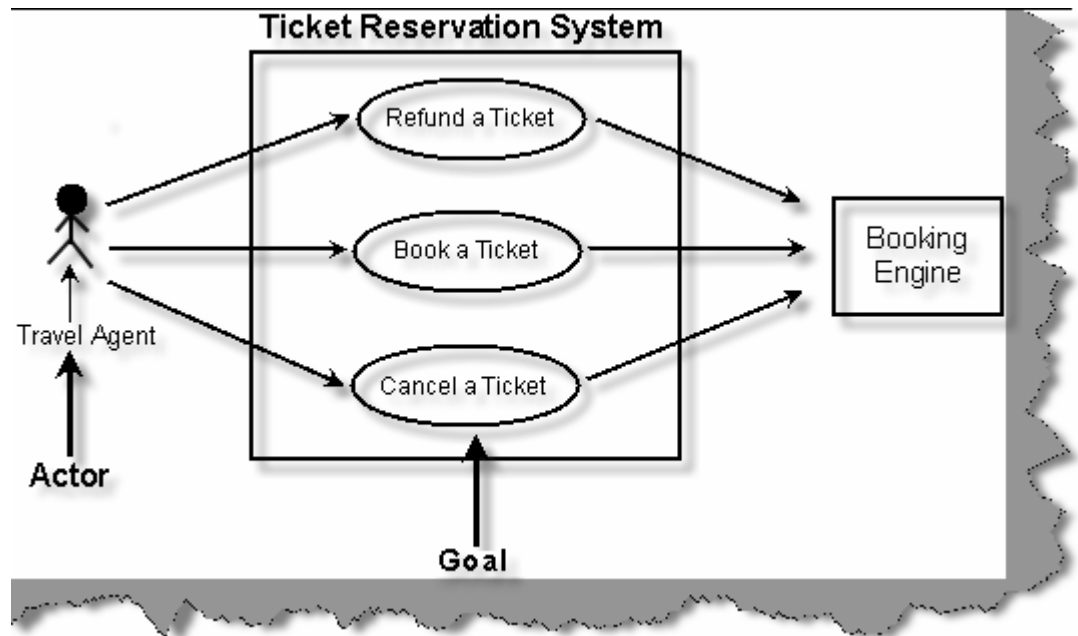 Ticket Reservation System
Refund a Ticket
Book a Ticket
Booking
Engine
Travel Agent
Cancel a Ticket
Actor
Goal